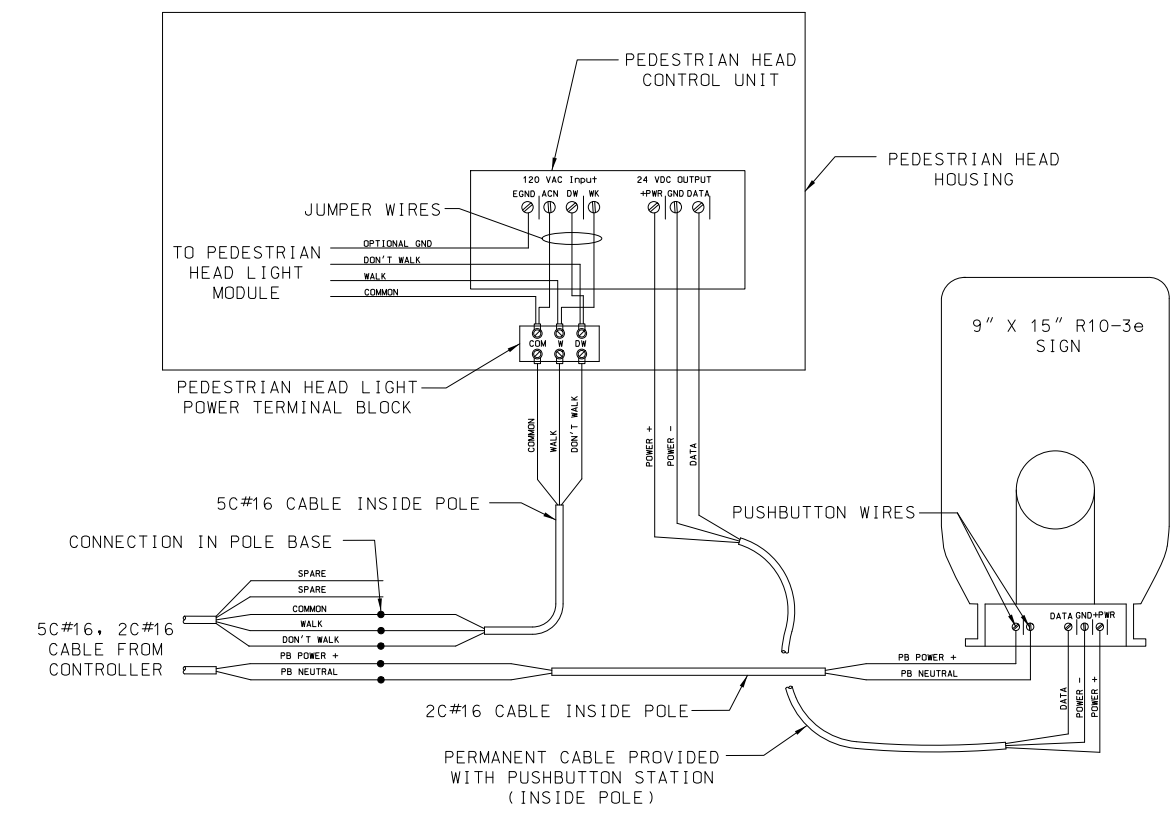 PEDESTRIAN HEAD
CONTROL UNIT
PEDESTRIAN HEAD
HOUSING
120 VAC Input
24 VDC OUTPUT
EGND ACN DW WK
+PWR GND DATA
JUMPER WIRES
TO PEDESTRIAN
HEAD LIGHT
MODULE
OPTIONAL GND
DON'T WALK
WALK
COMMON
COM W DW
PEDESTRIAN HEAD LIGHT
POWER TERMINAL BLOCK
9" X 15" R10-3e
SIGN
COMMON
WALK
DON'T WALK
POWER +
POWER -
DATA
5C#16 CABLE INSIDE POLE
PUSHBUTTON WIRES
CONNECTION IN POLE BASE
SPARE
SPARE
COMMON
WALK
DON'T WALK
PB POWER +
PB NEUTRAL
5C#16, 2C#16
CABLE FROM
CONTROLLER
DATA GND +PWR
PB POWER +
PB NEUTRAL
DATA
POWER -
POWER +
2C#16 CABLE INSIDE POLE
PERMANENT CABLE PROVIDED
WITH PUSHBUTTON STATION
(INSIDE POLE)